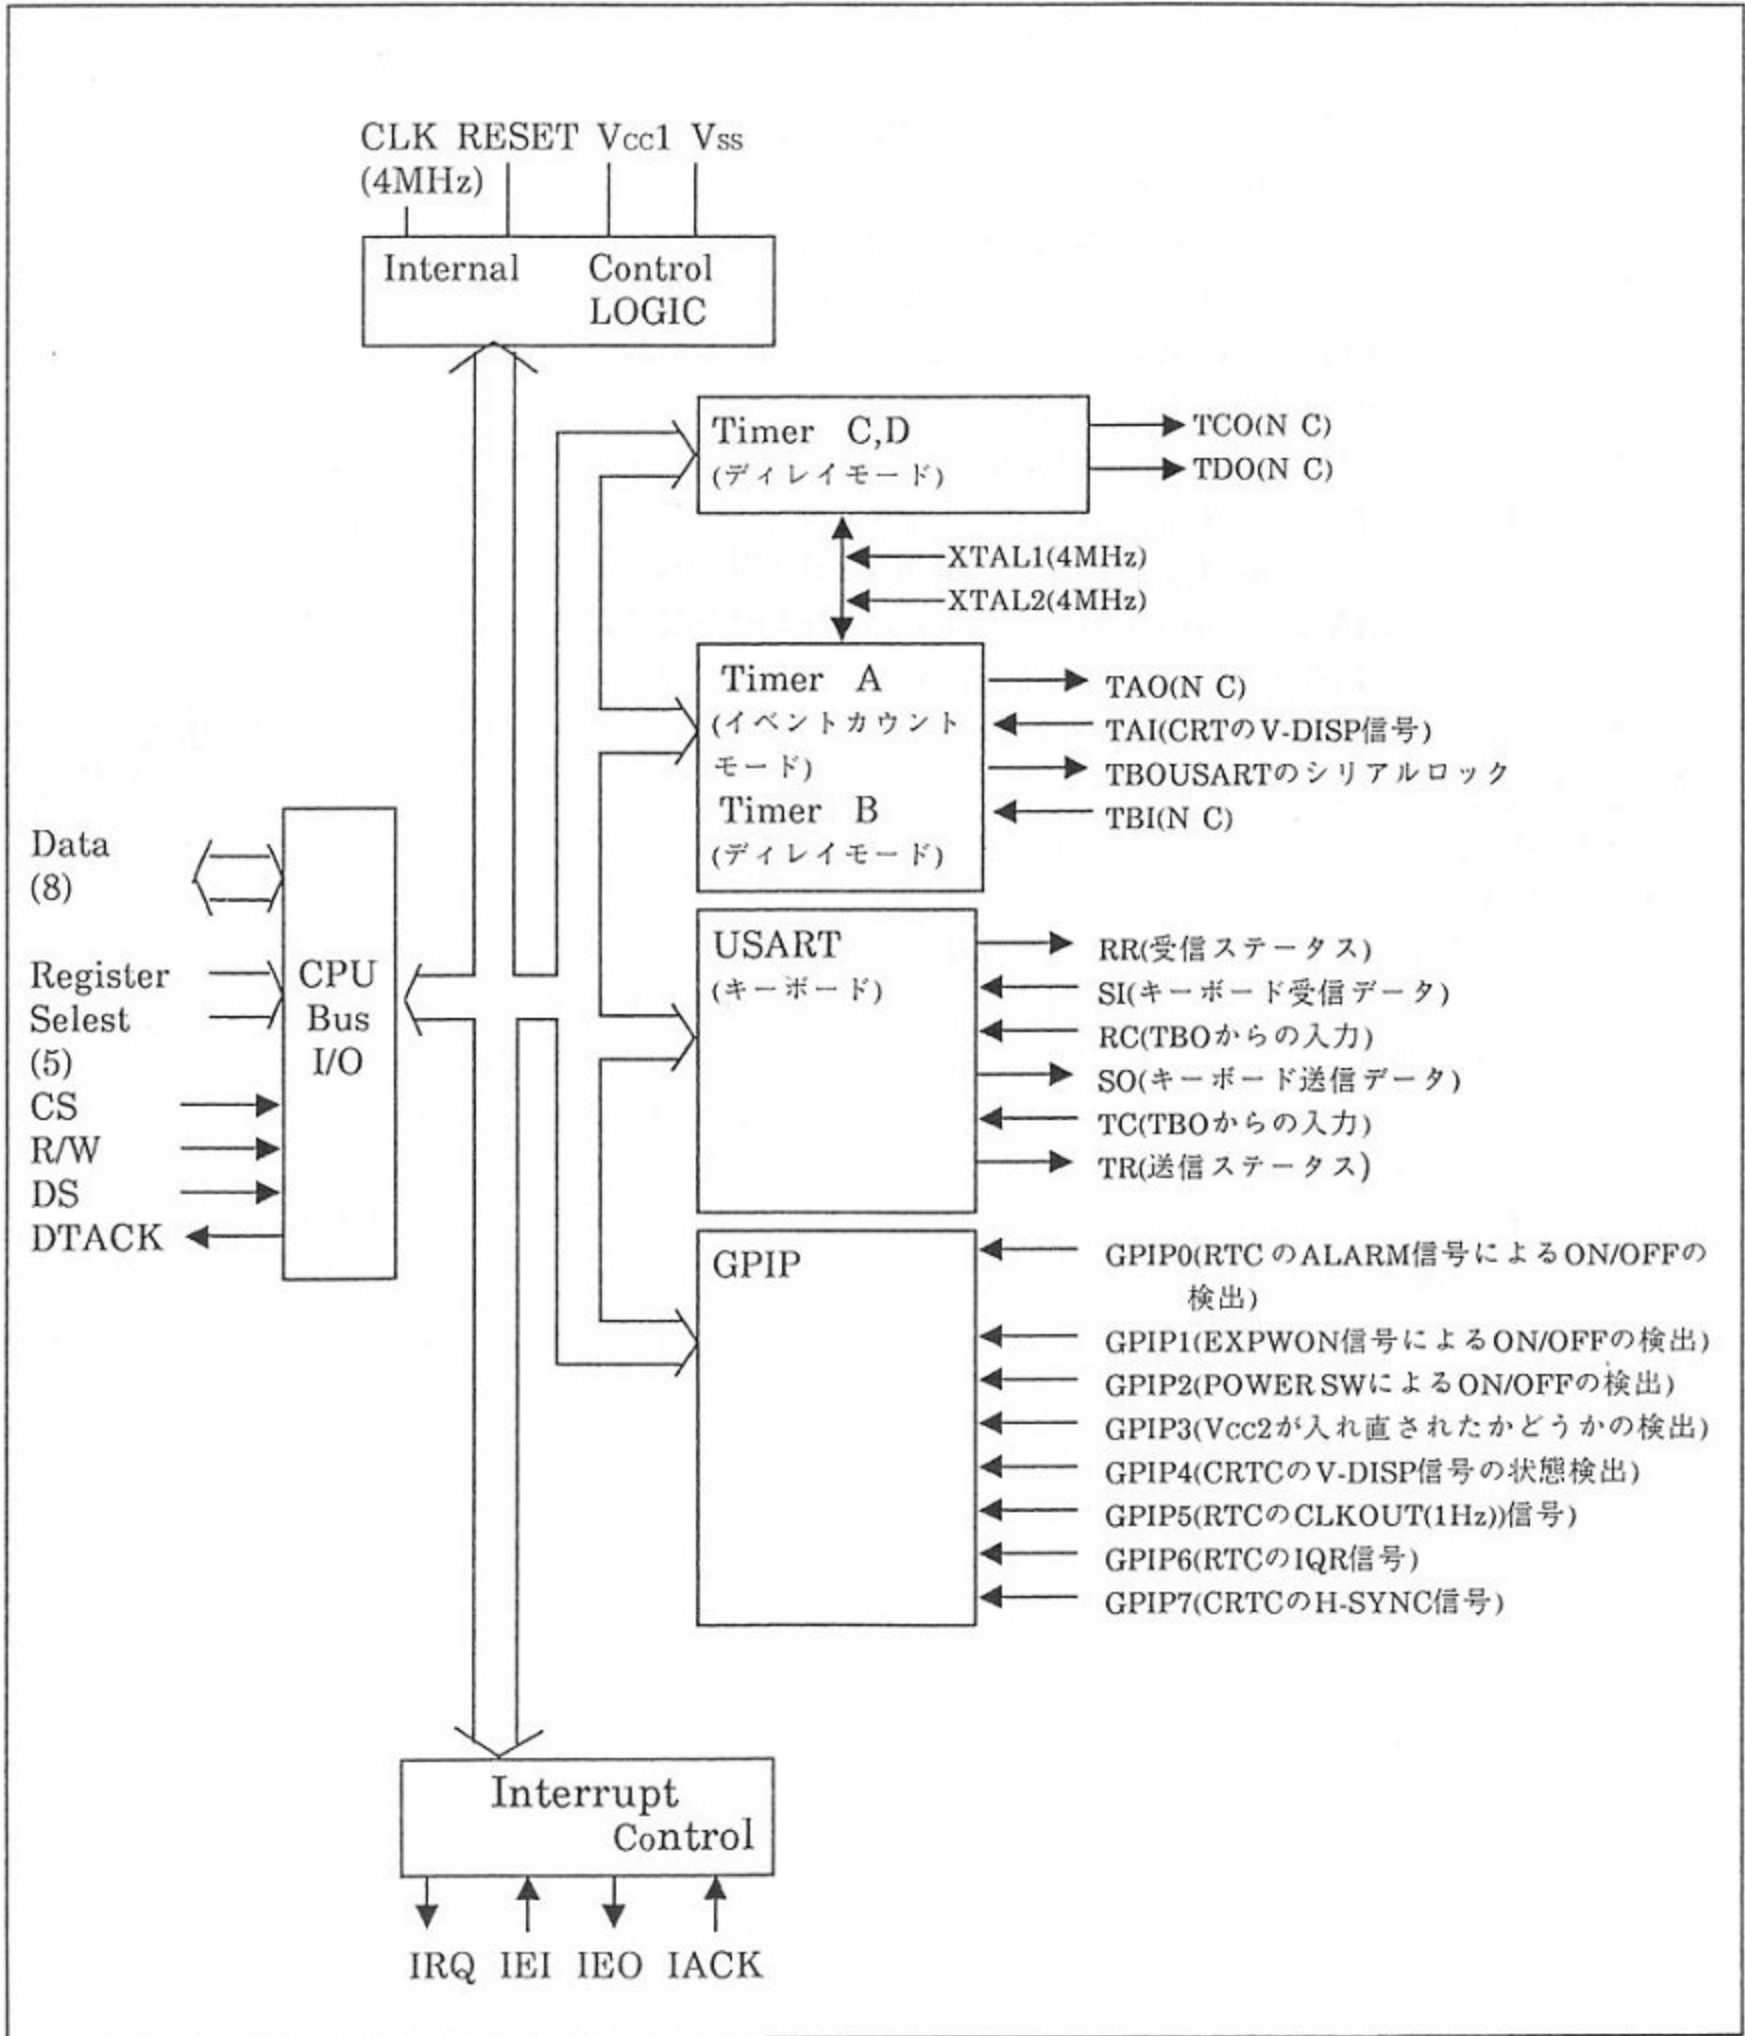 CLK RESET Vcc1 Vss
(4MHz)
Internal Control
LOGIC
Timer C,D
(ディレイモード)
TCO(N C)
TDO(N C)
XTAL1(4MHz)
XTAL2(4MHz)
Timer A
(イベントカウント
モード)
Timer B
(ディレイモード)
TAO(N C)
TAI(CRTのV-DISP信号)
TBOUSARTのシリアルロック
TBI(N C)
Data
(8)
Register
Selest
(5)
CS
R/W
DS
DTACK
CPU
Bus
I/O
USART
(キーボード)
RR(受信ステータス)
SI(キーボード受信データ)
RC(TBOからの入力)
SO(キーボード送信データ)
TC(TBOからの入力)
TR(送信ステータス)
GPIP
GPIP0(RTCのALARM信号によるON/OFFの
検出)
GPIP1(EXPWON信号によるON/OFFの検出)
GPIP2(POWER SWによるON/OFFの検出)
GPIP3(Vcc2が入れ直されたかどうかの検出)
GPIP4(CRTCのV-DISP信号の状態検出)
GPIP5(RTCのCLKOUT(1Hz))信号)
GPIP6(RTCのIQR信号)
GPIP7(CRTCのH-SYNC信号)
Interrupt
Control
IRQ IEI IEO IACK